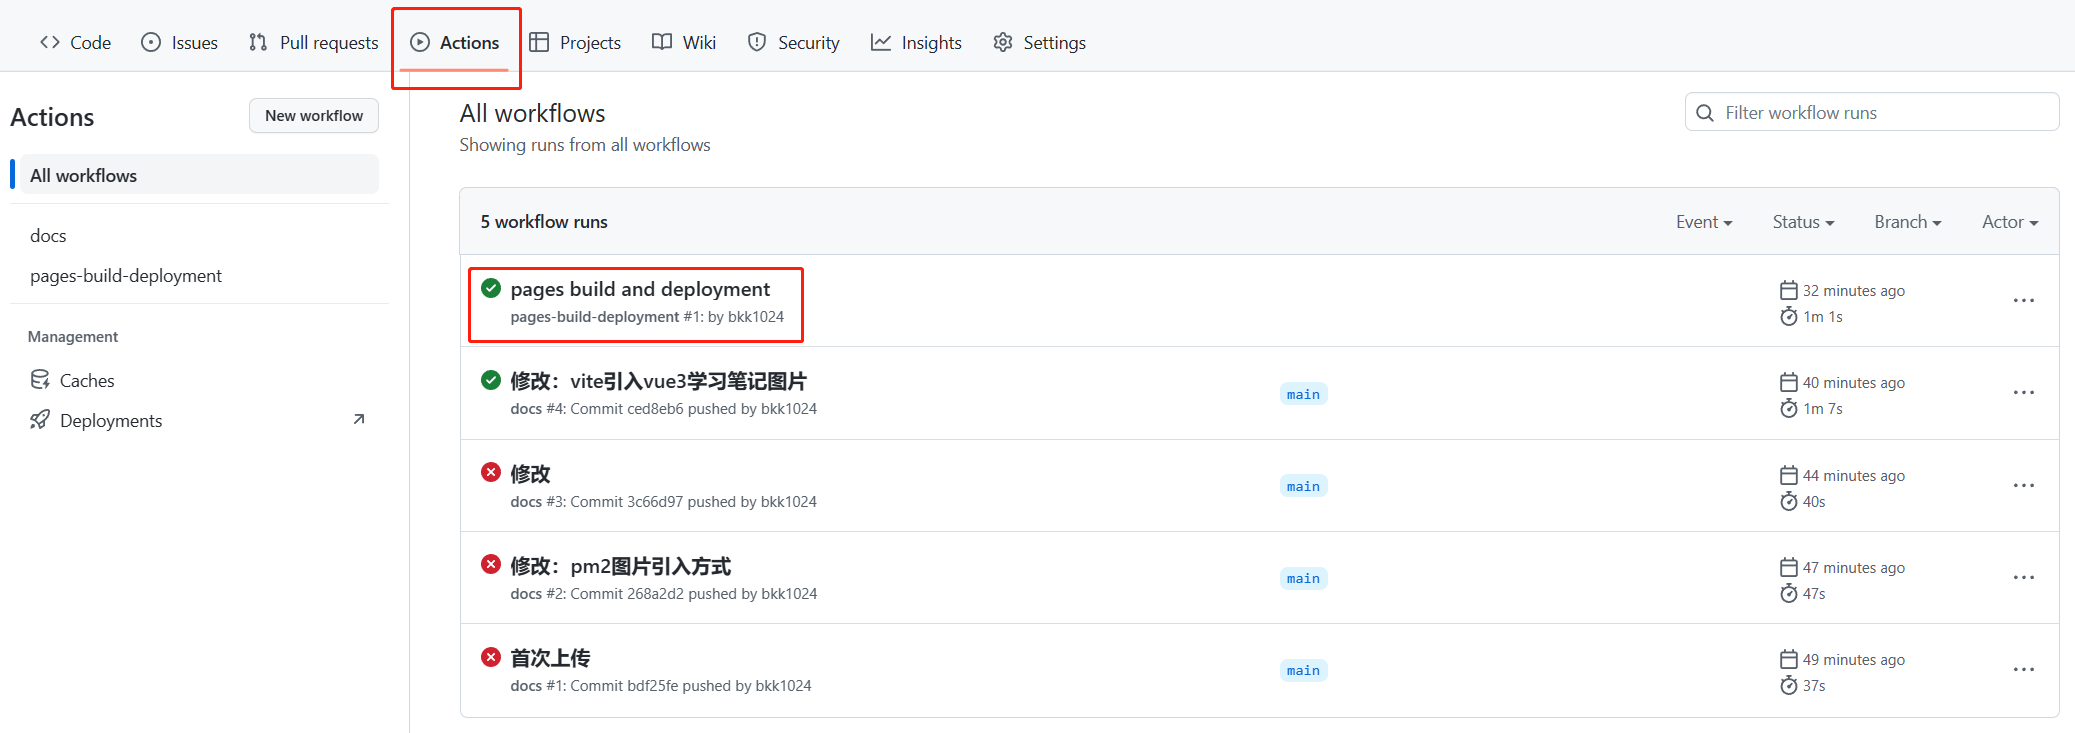 Code Issues Pull requests Actions Projects Wiki Security Insights Settings
Actions
New workflow
All workflows
docs
pages-build-deployment
Management
Caches
Deployments
All workflows
Showing runs from all workflows
Filter workflow runs
5 workflow runs
Event Status Branch Actor
pages build and deployment
pages-build-deployment #1: by bkk1024
32 minutes ago
1m 1s
修改：vite引入vue3学习笔记图片
docs #4: Commit ced8eb6 pushed by bkk1024
main
40 minutes ago
1m 7s
修改
docs #3: Commit 3c66d97 pushed by bkk1024
main
44 minutes ago
40s
修改：pm2图片引入方式
docs #2: Commit 268a2d2 pushed by bkk1024
main
47 minutes ago
47s
首次上传
docs #1: Commit bdf25fe pushed by bkk1024
main
49 minutes ago
37s